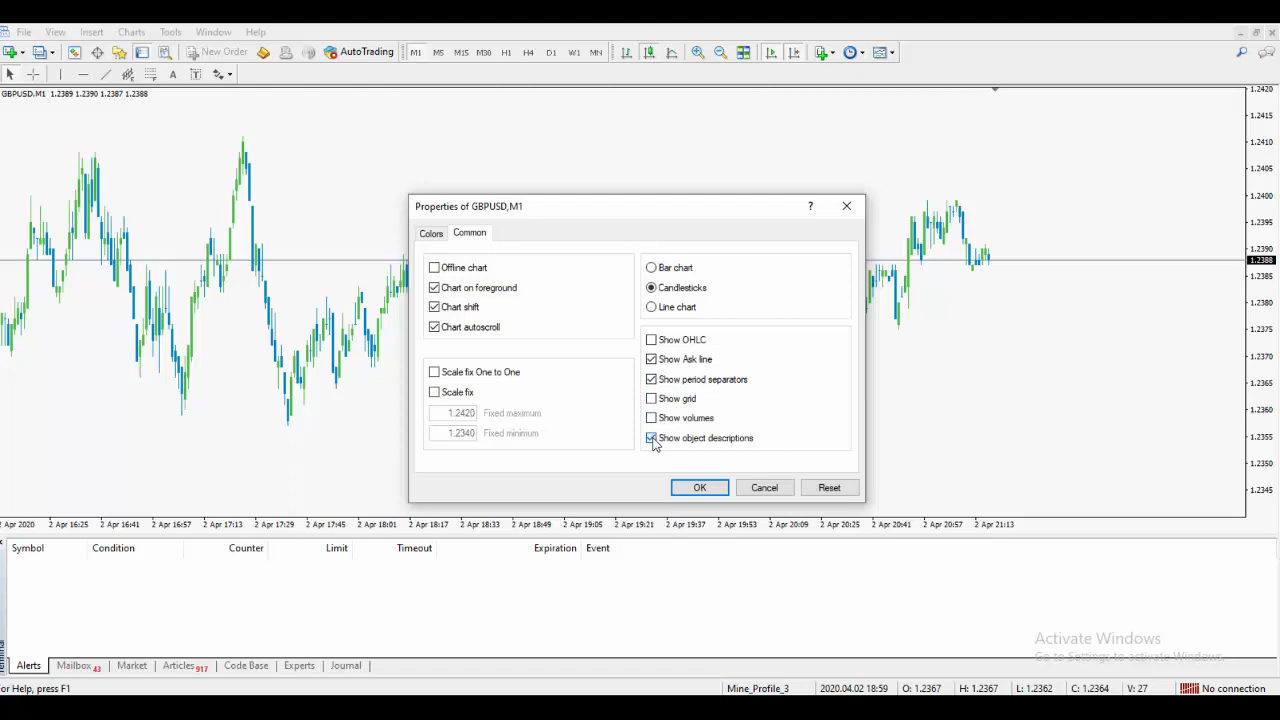 File View Insert Charts Tools Window Help
New Order AutoTrading M1 M5 M15 M30 H1 H4 D1 W1 MN
A T
GBPUSD.M1 1.2389 1.2390 1.2387 1.2388
1.2420
1.2415
1.2410
1.2405
1.2400
1.2395
1.2390
1.2388
1.2385
1.2380
1.2375
1.2370
1.2365
1.2360
1.2355
1.2350
1.2345
Properties of GBPUSD,M1 ?
Colors Common
Offline chart
Chart on foreground
Chart shift
Chart autoscroll
Scale fix One to One
Scale fix
1.2420 Fixed maximum
1.2340 Fixed minimum
Bar chart
Candlesticks
Line chart
Show OHLC
Show Ask line
Show period separators
Show grid
Show volumes
Show object descriptions
OK Cancel Reset
Apr 2020 2 Apr 16:25 2 Apr 16:41 2 Apr 16:57 2 Apr 17:13 2 Apr 17:29 2 Apr 17:45 2 Apr 18:01 2 Apr 18:17 2 Apr 18:33 2 Apr 18:49 2 Apr 19:05 2 Apr 19:21 2 Apr 19:37 2 Apr 19:53 2 Apr 20:09 2 Apr 20:25 2 Apr 20:41 2 Apr 20:57 2 Apr 21:13
Symbol Condition Counter Limit Timeout Expiration Event
Activate Windows
Go to Settings to activate Windows.
Alerts Mailbox 43 Market Articles 917 Code Base Experts Journal
For Help, press F1 Mine_Profile_3 2020.04.02 18:59 O: 1.2367 H: 1.2367 L: 1.2362 C: 1.2364 V: 27 No connection